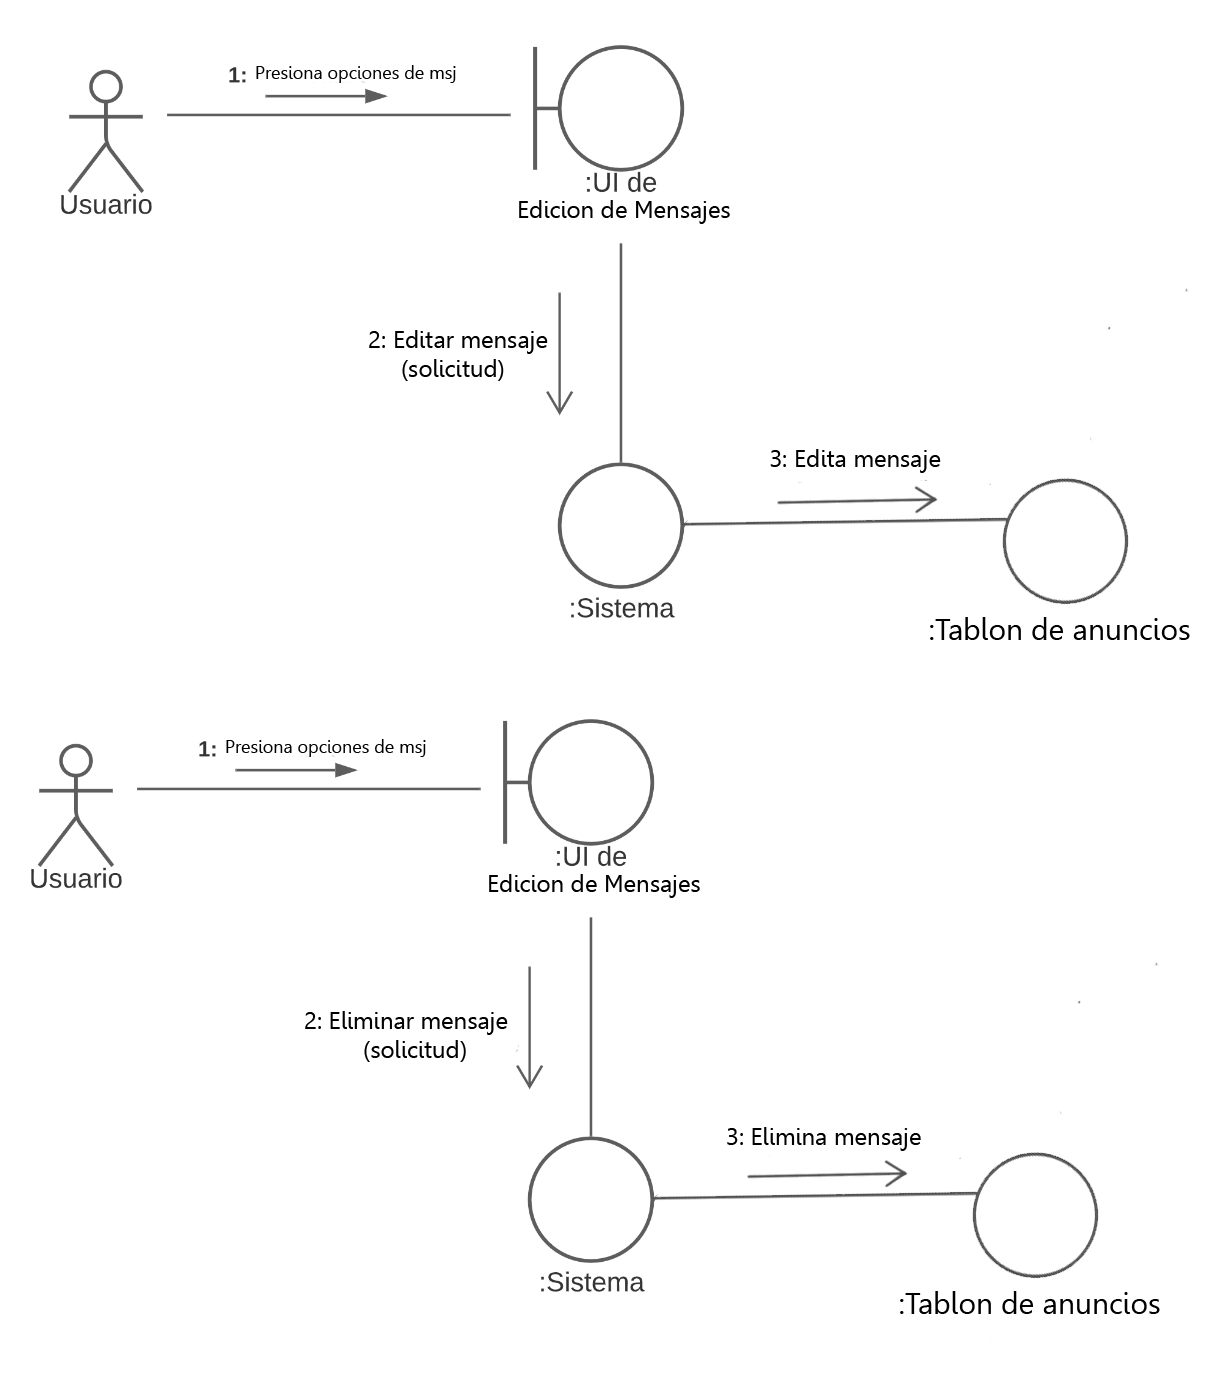 1: Presiona opciones de msj
Usuario
:UI de
Edicion de Mensajes
2: Editar mensaje
(solicitud)
3: Edita mensaje
:Sistema
:Tablon de anuncios
1: Presiona opciones de msj
Usuario
:UI de
Edicion de Mensajes
2: Eliminar mensaje
(solicitud)
3: Elimina mensaje
:Sistema
:Tablon de anuncios